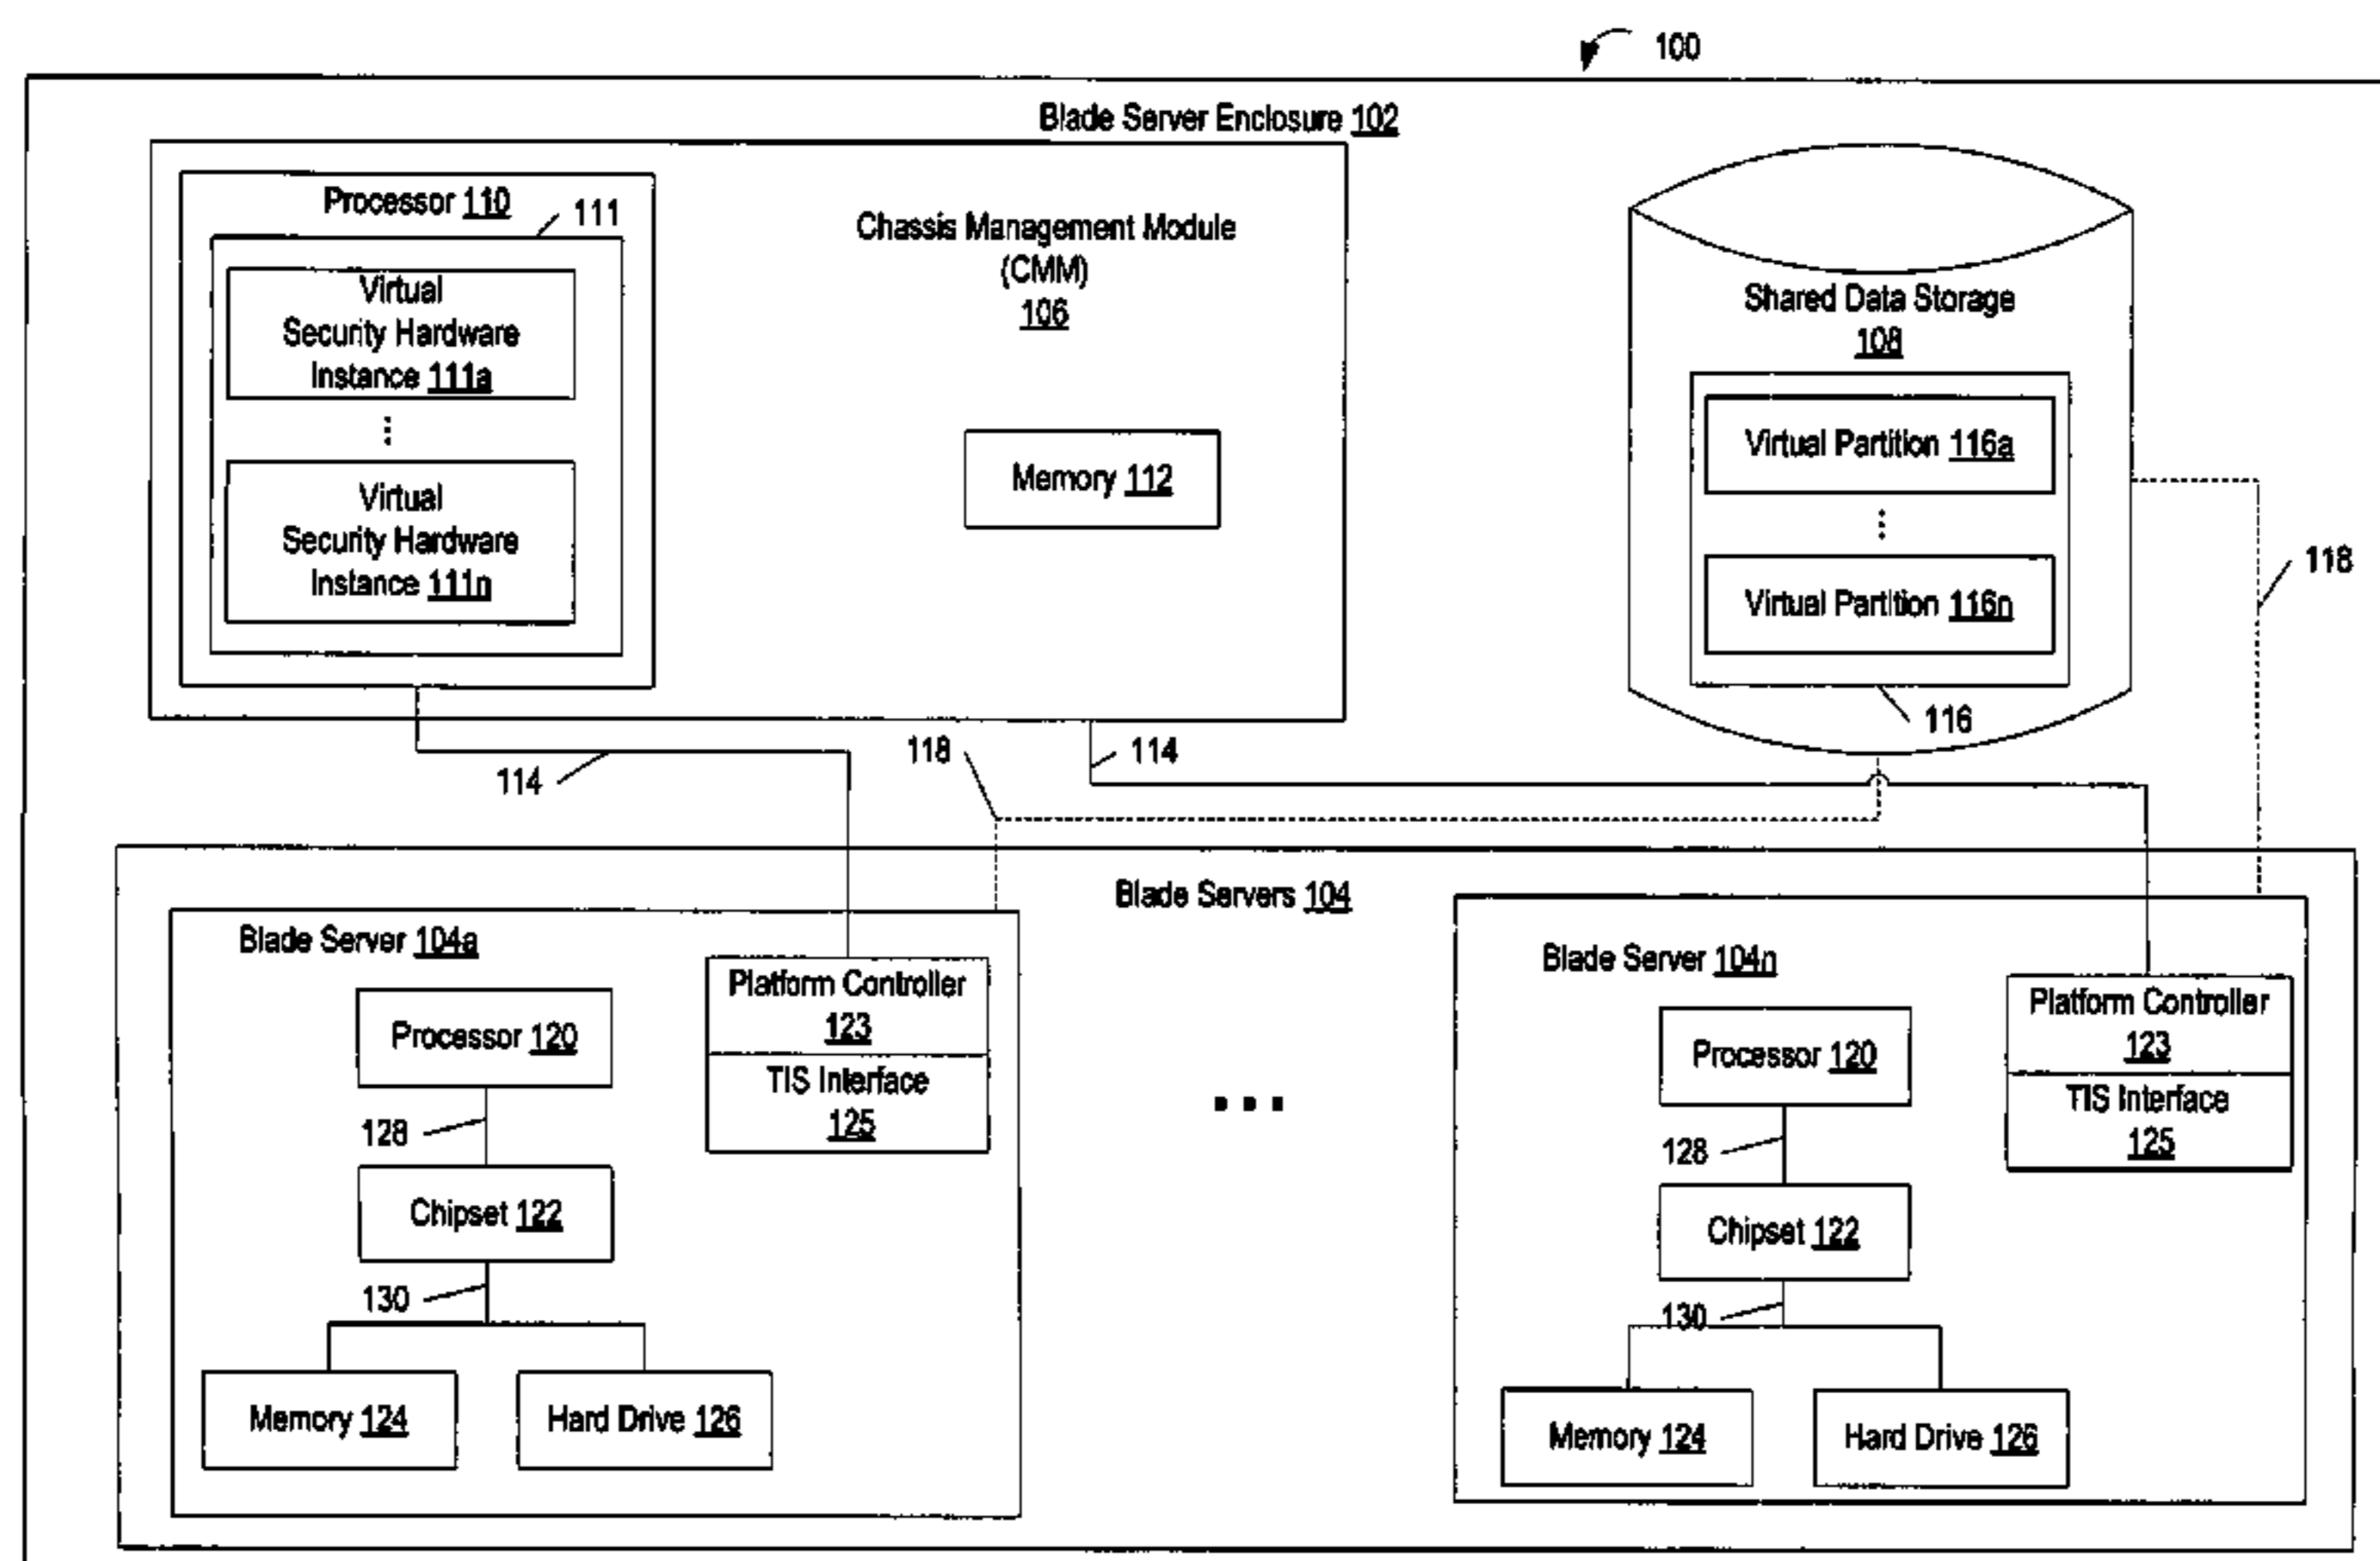 100
Blade Server Enclosure 102
Processor 110
111
Virtual
Security Hardware
Instance 111a
Virtual
Security Hardware
Instance 111n
Chassis Management Module
(CMM)
106
Memory 112
Shared Data Storage
108
Virtual Partition 116a
Virtual Partition 116n
116
118
114
118
114
Blade Servers 104
Blade Server 104a
Processor 120
128
Chipset 122
130
Memory 124
Hard Drive 126
Platform Controller
123
TIS Interface
125
Blade Server 104n
Processor 120
128
Chipset 122
130
Memory 124
Hard Drive 126
Platform Controller
123
TIS Interface
125